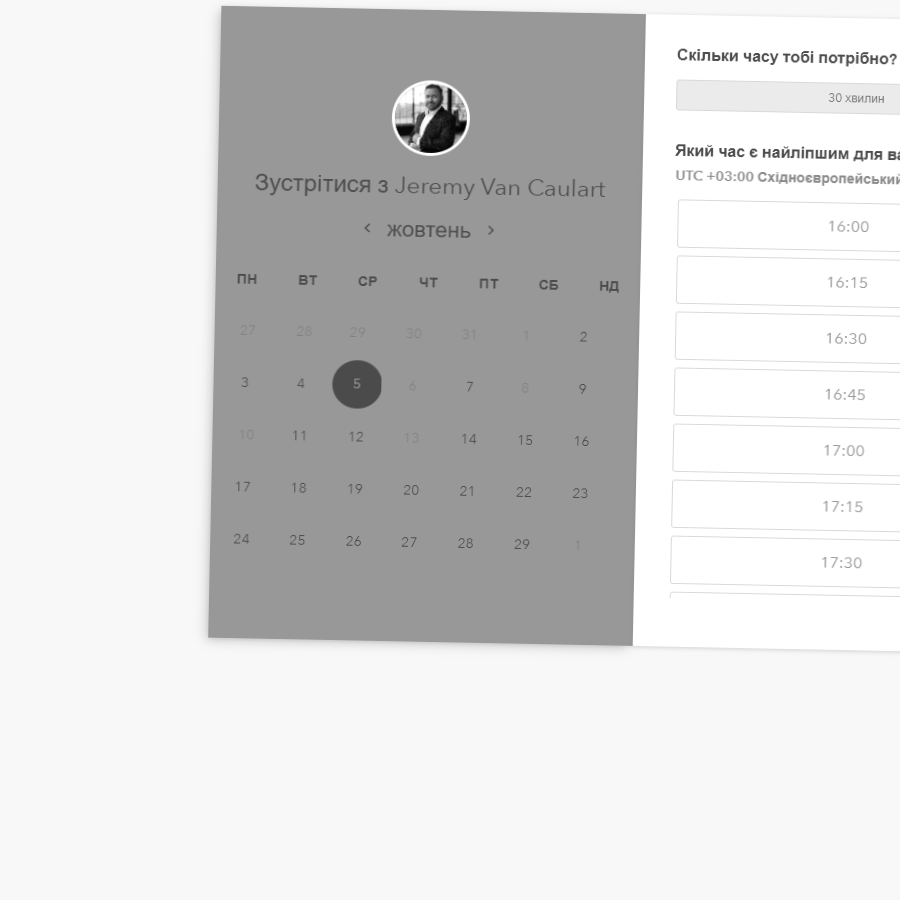 Зустрітися з Jeremy Van Caulart
‹ жовтень ›
ПН ВТ СР ЧТ ПТ СБ НД
27 28 29 30 31 1 2
3 4 5 6 7 8 9
10 11 12 13 14 15 16
17 18 19 20 21 22 23
24 25 26 27 28 29 1
Скільки часу тобі потрібно?
30 хвилин
Який час є найліпшим для ва
UTC +03:00 Східноєвропейський
16:00
16:15
16:30
16:45
17:00
17:15
17:30